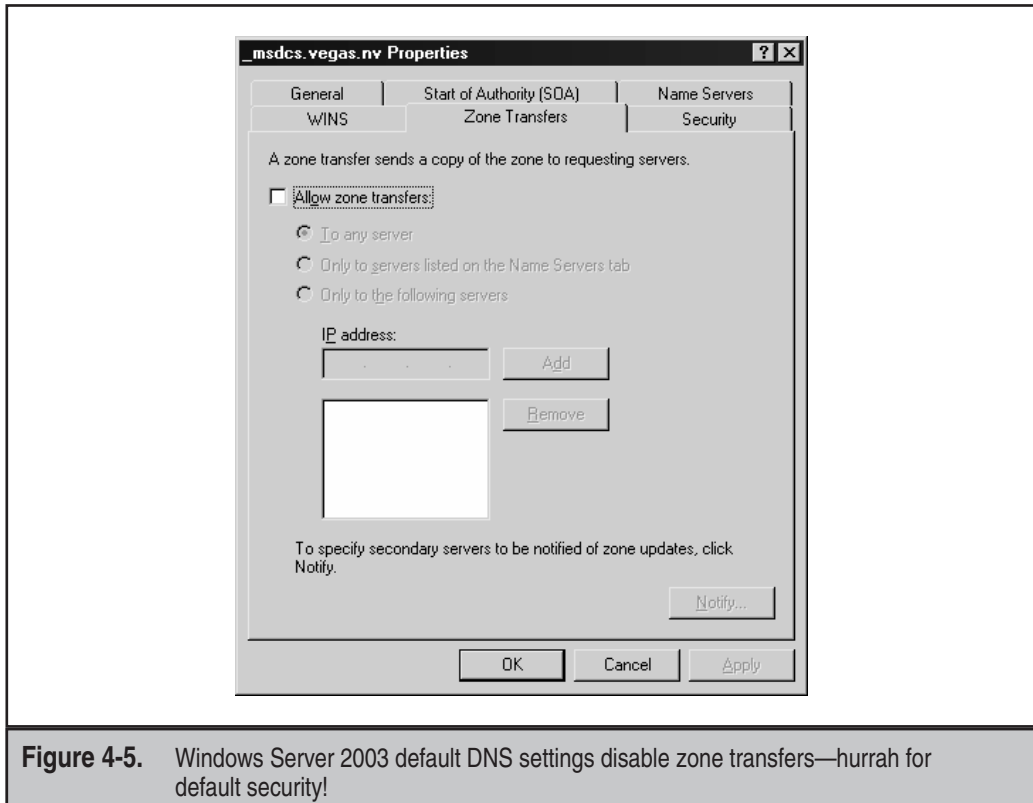 _msdcs.vegas.nv Properties
General
Start of Authority (SOA)
Name Servers
WINS
Zone Transfers
Security
A zone transfer sends a copy of the zone to requesting servers.
Allow zone transfers:
To any server
Only to servers listed on the Name Servers tab
Only to the following servers
IP address:
Add
Remove
To specify secondary servers to be notified of zone updates, click
Notify.
Notify...
OK
Cancel
Apply
Figure 4-5. Windows Server 2003 default DNS settings disable zone transfers—hurrah for
default security!